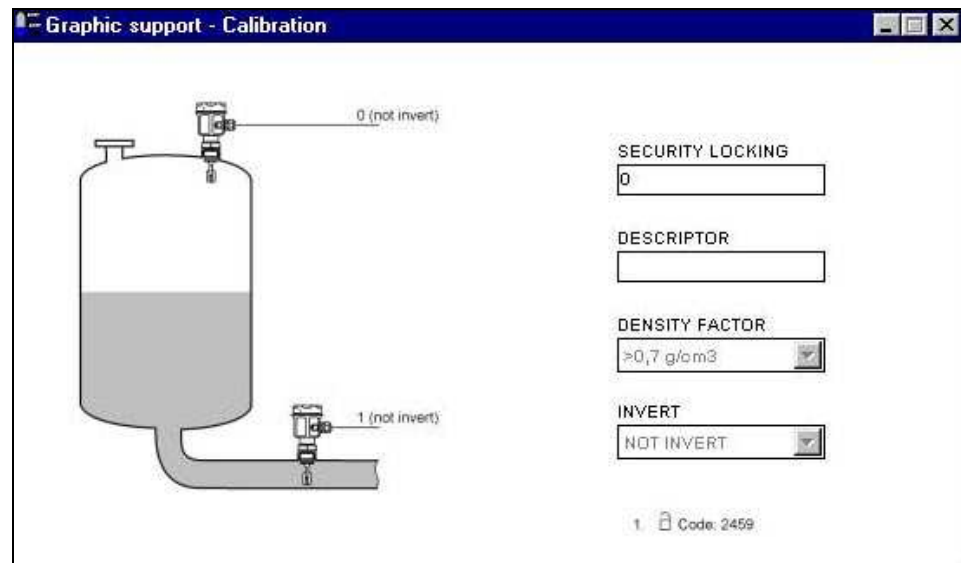 Graphic support - Calibration
0 (not invert)
1 (not invert)
SECURITY LOCKING
0
DESCRIPTOR
DENSITY FACTOR
>0,7 g/cm3
INVERT
NOT INVERT
1. Code: 2459